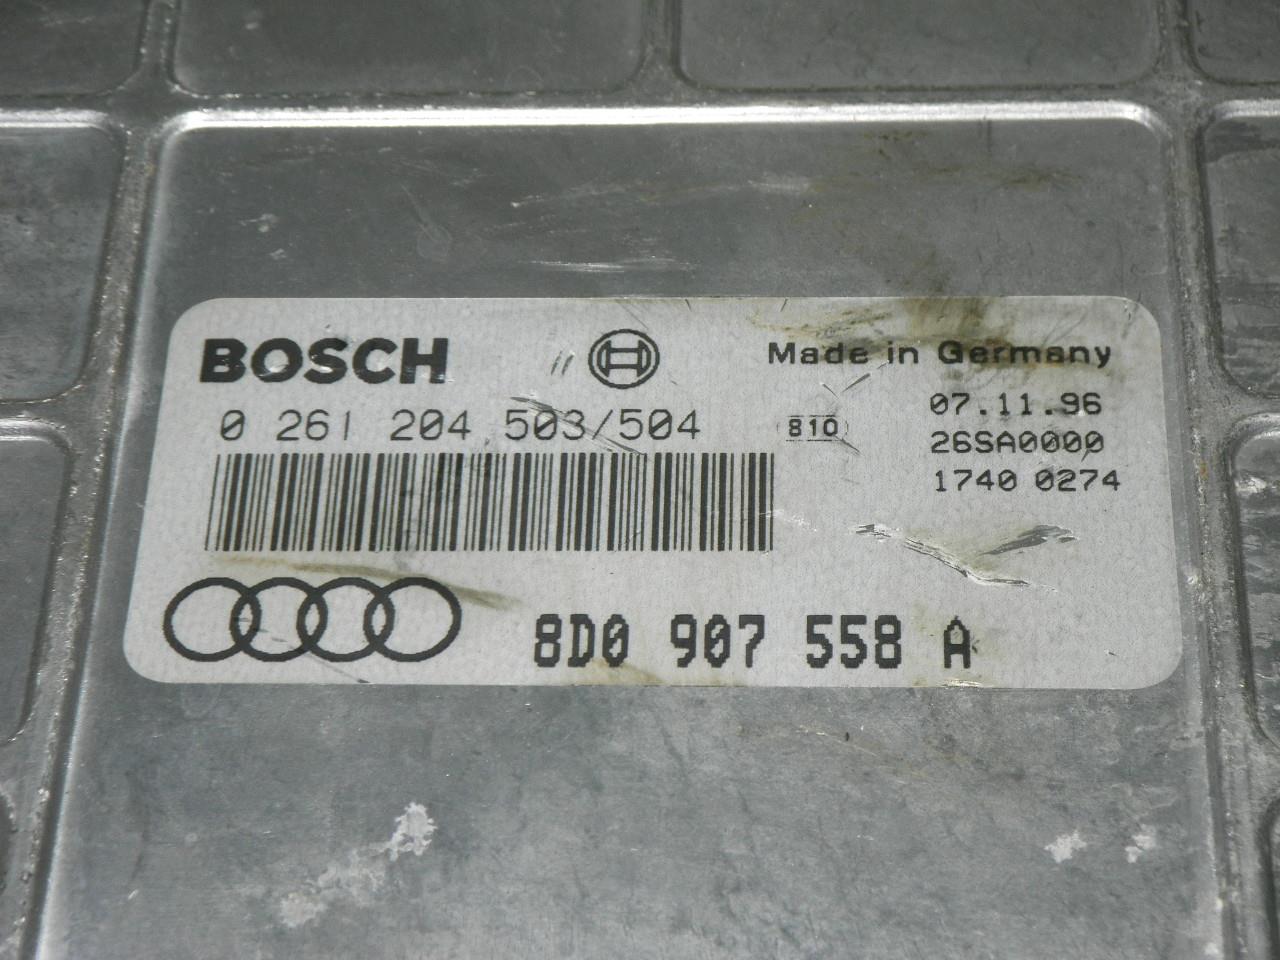 BOSCH
Made in Germany
0 261 204 503/504
810
07.11.96
26SA0000
1740 0274
8D0 907 558 A